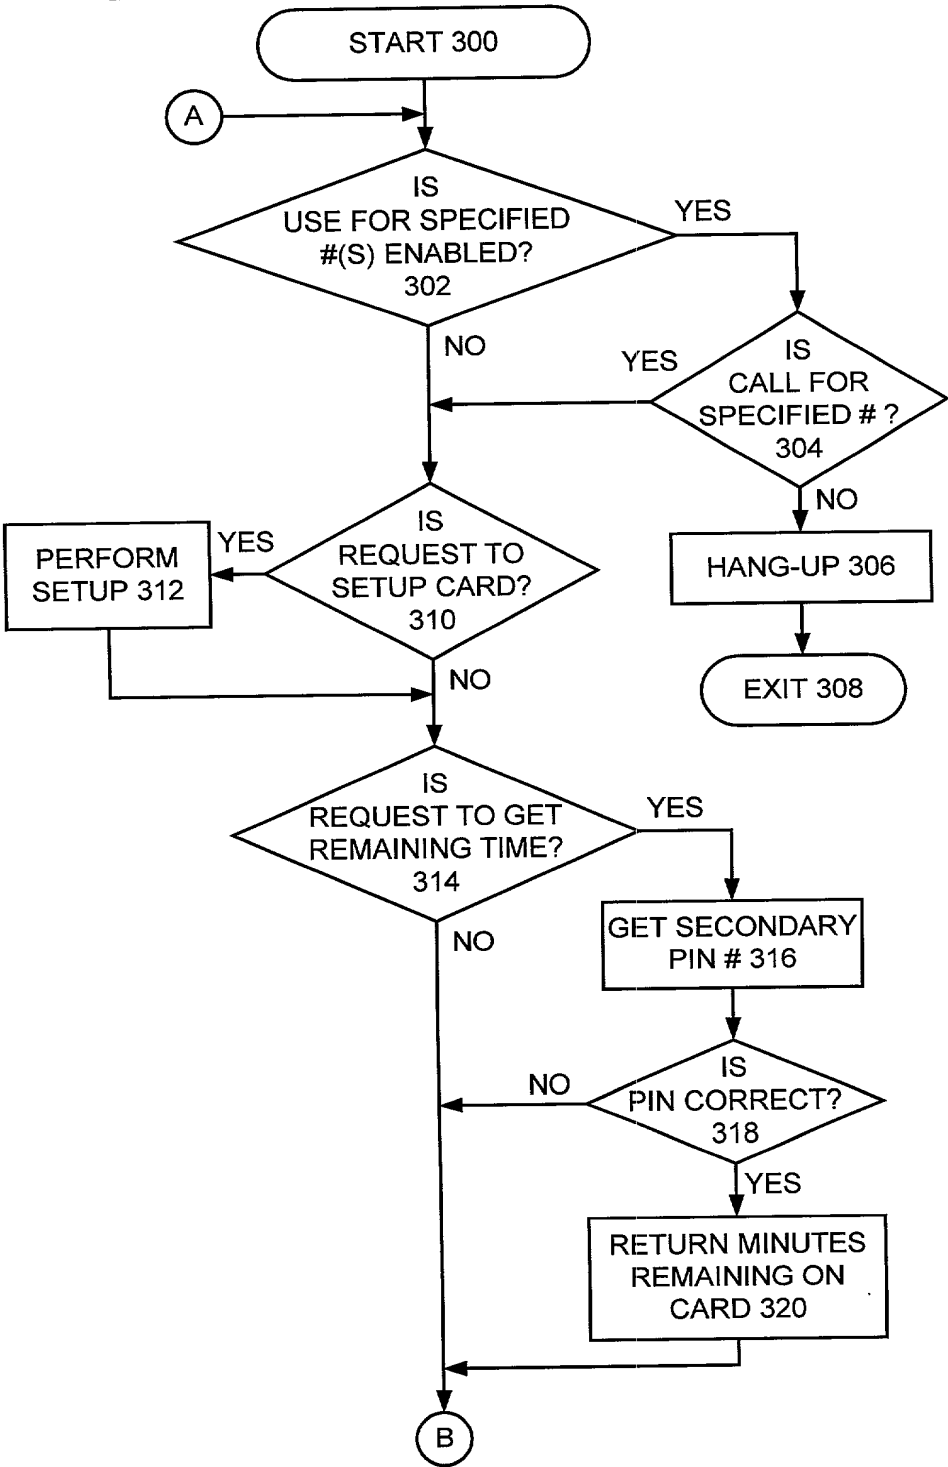 START 300
A
IS
USE FOR SPECIFIED
#(S) ENABLED?
302
YES
NO
IS
CALL FOR
SPECIFIED # ?
304
YES
NO
HANG-UP 306
EXIT 308
IS
REQUEST TO
SETUP CARD?
310
YES
PERFORM
SETUP 312
NO
IS
REQUEST TO GET
REMAINING TIME?
314
YES
NO
GET SECONDARY
PIN # 316
IS
PIN CORRECT?
318
NO
YES
RETURN MINUTES
REMAINING ON
CARD 320
B